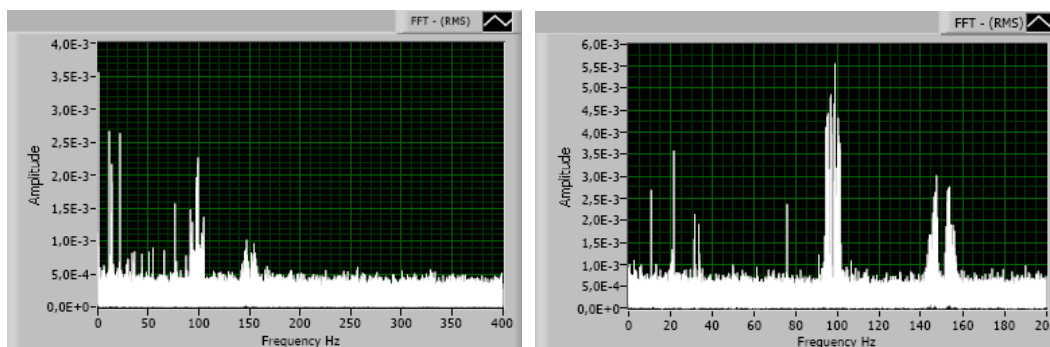 FFT - (RMS)
4,0E-3
3,5E-3
3,0E-3
2,5E-3
2,0E-3
1,5E-3
1,0E-3
5,0E-4
0,0E+0
Amplitude
0 50 100 150 200 250 300 350 400
Frequency Hz
FFT - (RMS)
6,0E-3
5,5E-3
5,0E-3
4,5E-3
4,0E-3
3,5E-3
3,0E-3
2,5E-3
2,0E-3
1,5E-3
1,0E-3
5,0E-4
0,0E+0
Amplitude
0 20 40 60 80 100 120 140 160 180 200
Frequency Hz